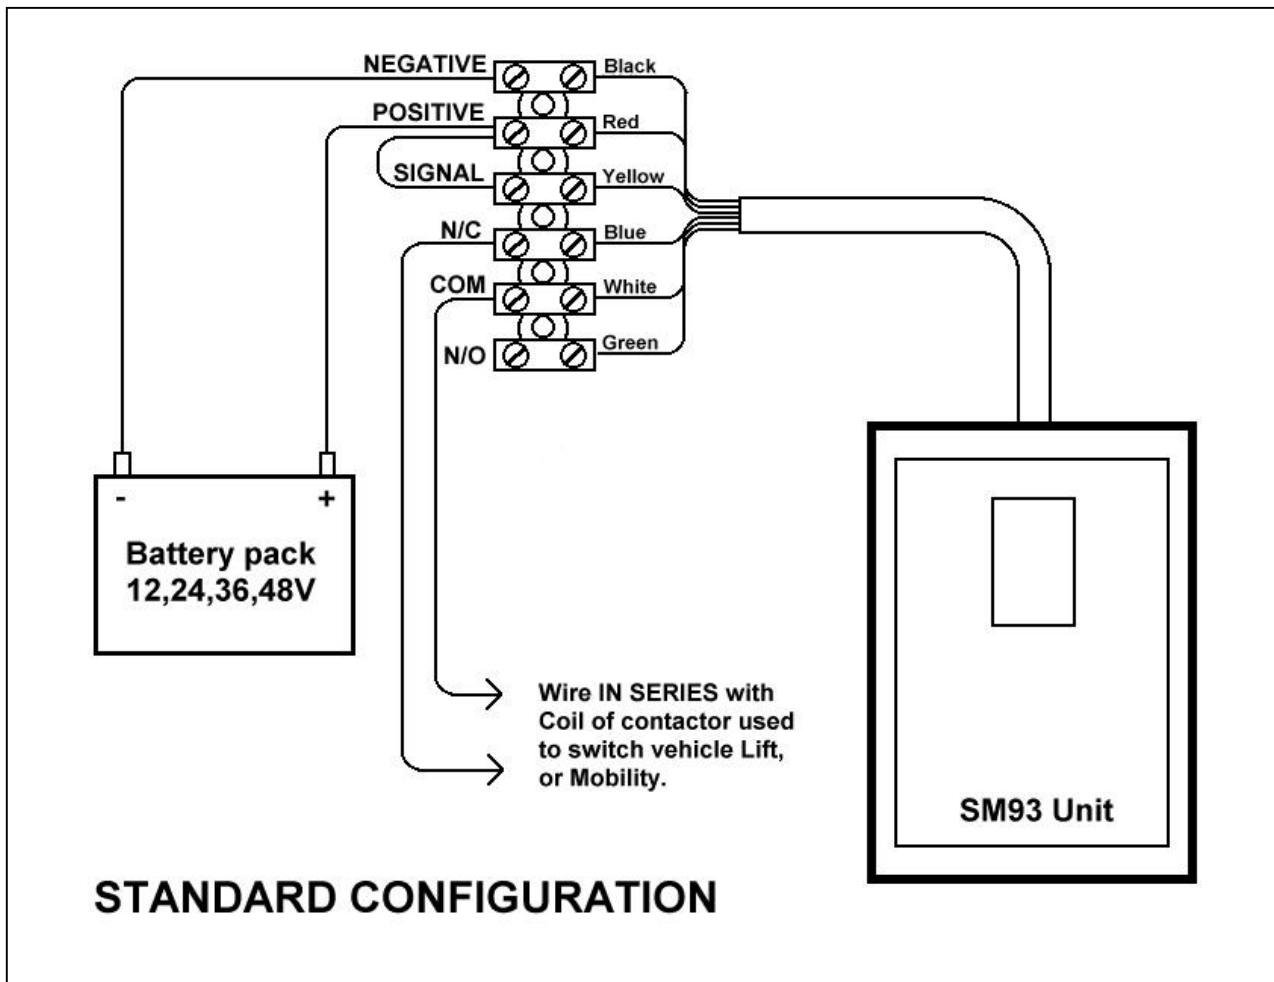 NEGATIVE Black
POSITIVE Red
SIGNAL Yellow
N/C Blue
COM White
N/O Green
- +
Battery pack
12,24,36,48V
Wire IN SERIES with
Coil of contactor used
to switch vehicle Lift,
or Mobility.
SM93 Unit
STANDARD CONFIGURATION